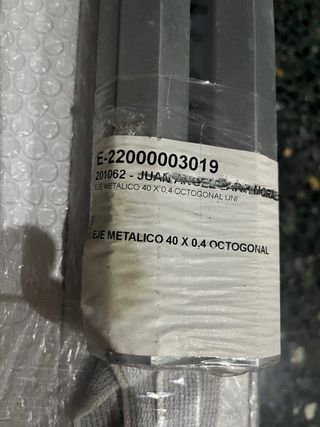 E-22000003019
201062 - JUAN
EJE METALICO 40 X 0,4 OCTOGONAL UNI
EJE METALICO 40 X 0,4 OCTOGONAL